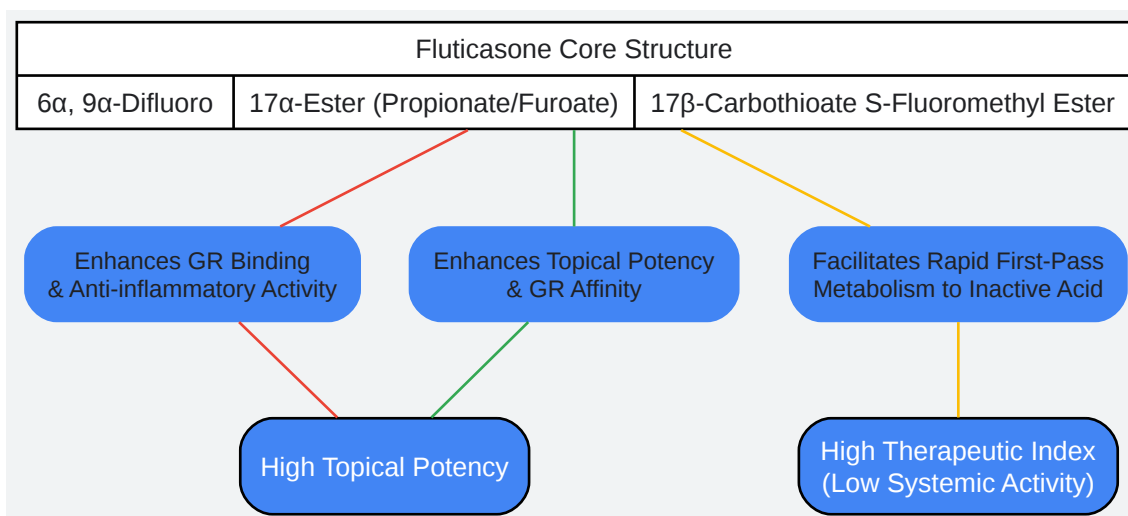 Fluticasone Core Structure
6α, 9α-Difluoro
17α-Ester (Propionate/Furoate)
17β-Carbothioate S-Fluoromethyl Ester
Enhances GR Binding
& Anti-inflammatory Activity
Enhances Topical Potency
& GR Affinity
Facilitates Rapid First-Pass
Metabolism to Inactive Acid
High Topical Potency
High Therapeutic Index
(Low Systemic Activity)